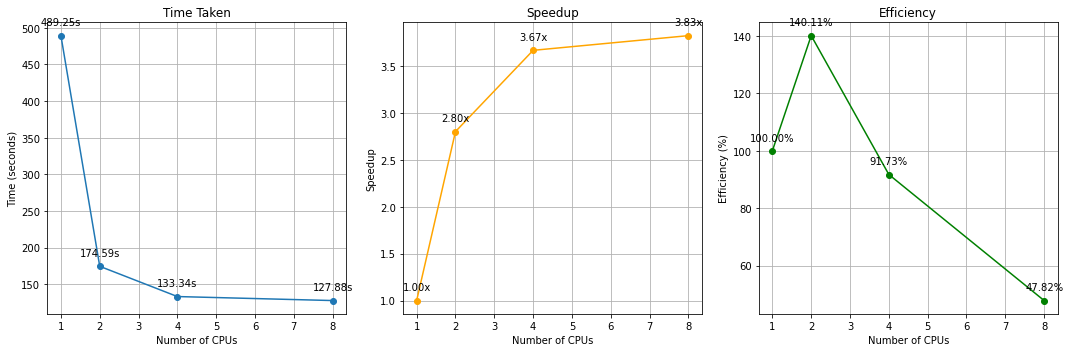 Time Taken
489.25s
174.59s
133.34s
127.88s
500
450
400
350
300
250
200
150
Time (seconds)
1 2 3 4 5 6 7 8
Number of CPUs
Speedup
3.83x
3.67x
2.80x
1.00x
3.5
3.0
2.5
2.0
1.5
1.0
Speedup
1 2 3 4 5 6 7 8
Number of CPUs
Efficiency
140.11%
100.00%
91.73%
47.82%
140
120
100
80
60
Efficiency (%)
1 2 3 4 5 6 7 8
Number of CPUs